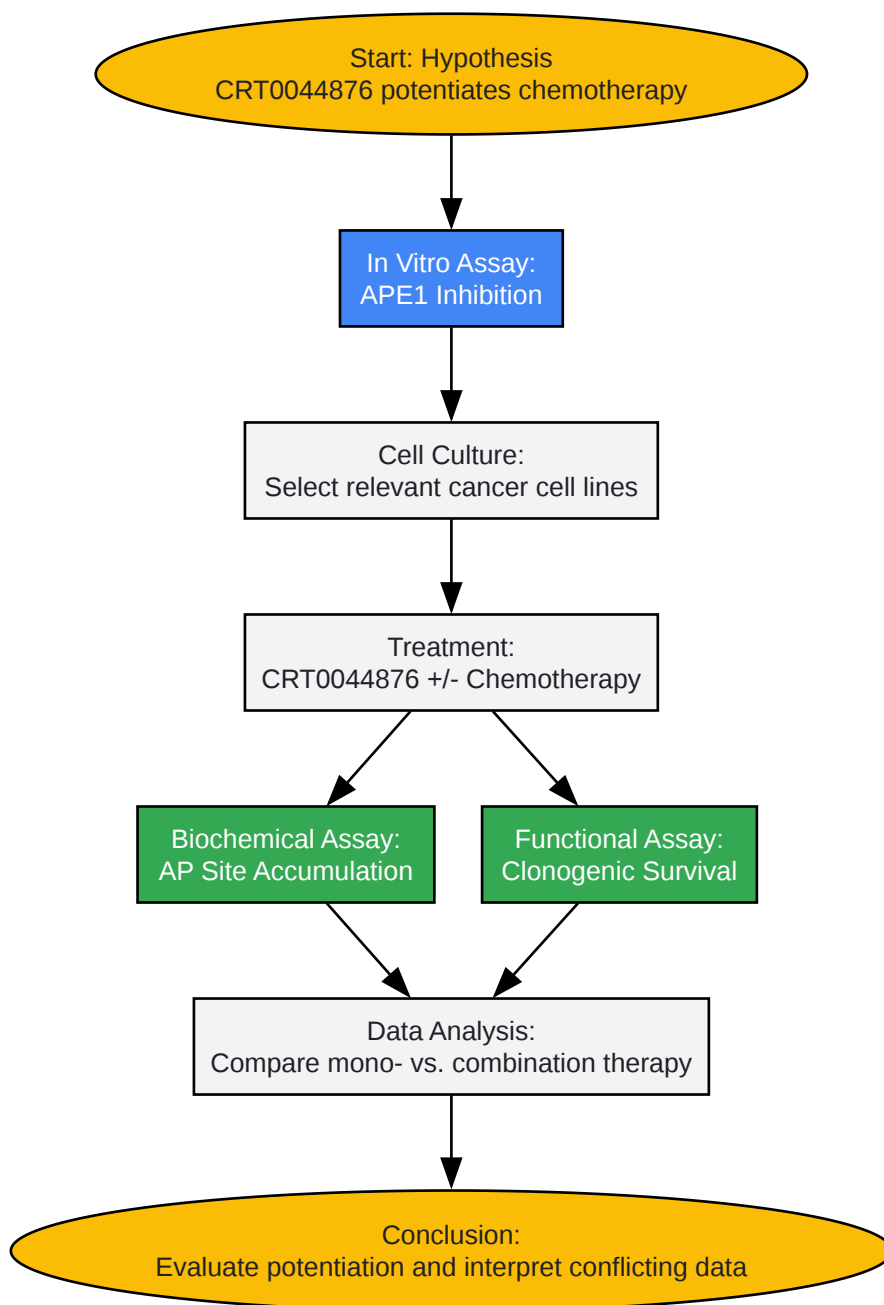 Start: Hypothesis
CRT0044876 potentiates chemotherapy
In Vitro Assay:
APE1 Inhibition
Cell Culture:
Select relevant cancer cell lines
Treatment:
CRT0044876 +/- Chemotherapy
Biochemical Assay:
AP Site Accumulation
Functional Assay:
Clonogenic Survival
Data Analysis:
Compare mono- vs. combination therapy
Conclusion:
Evaluate potentiation and interpret conflicting data